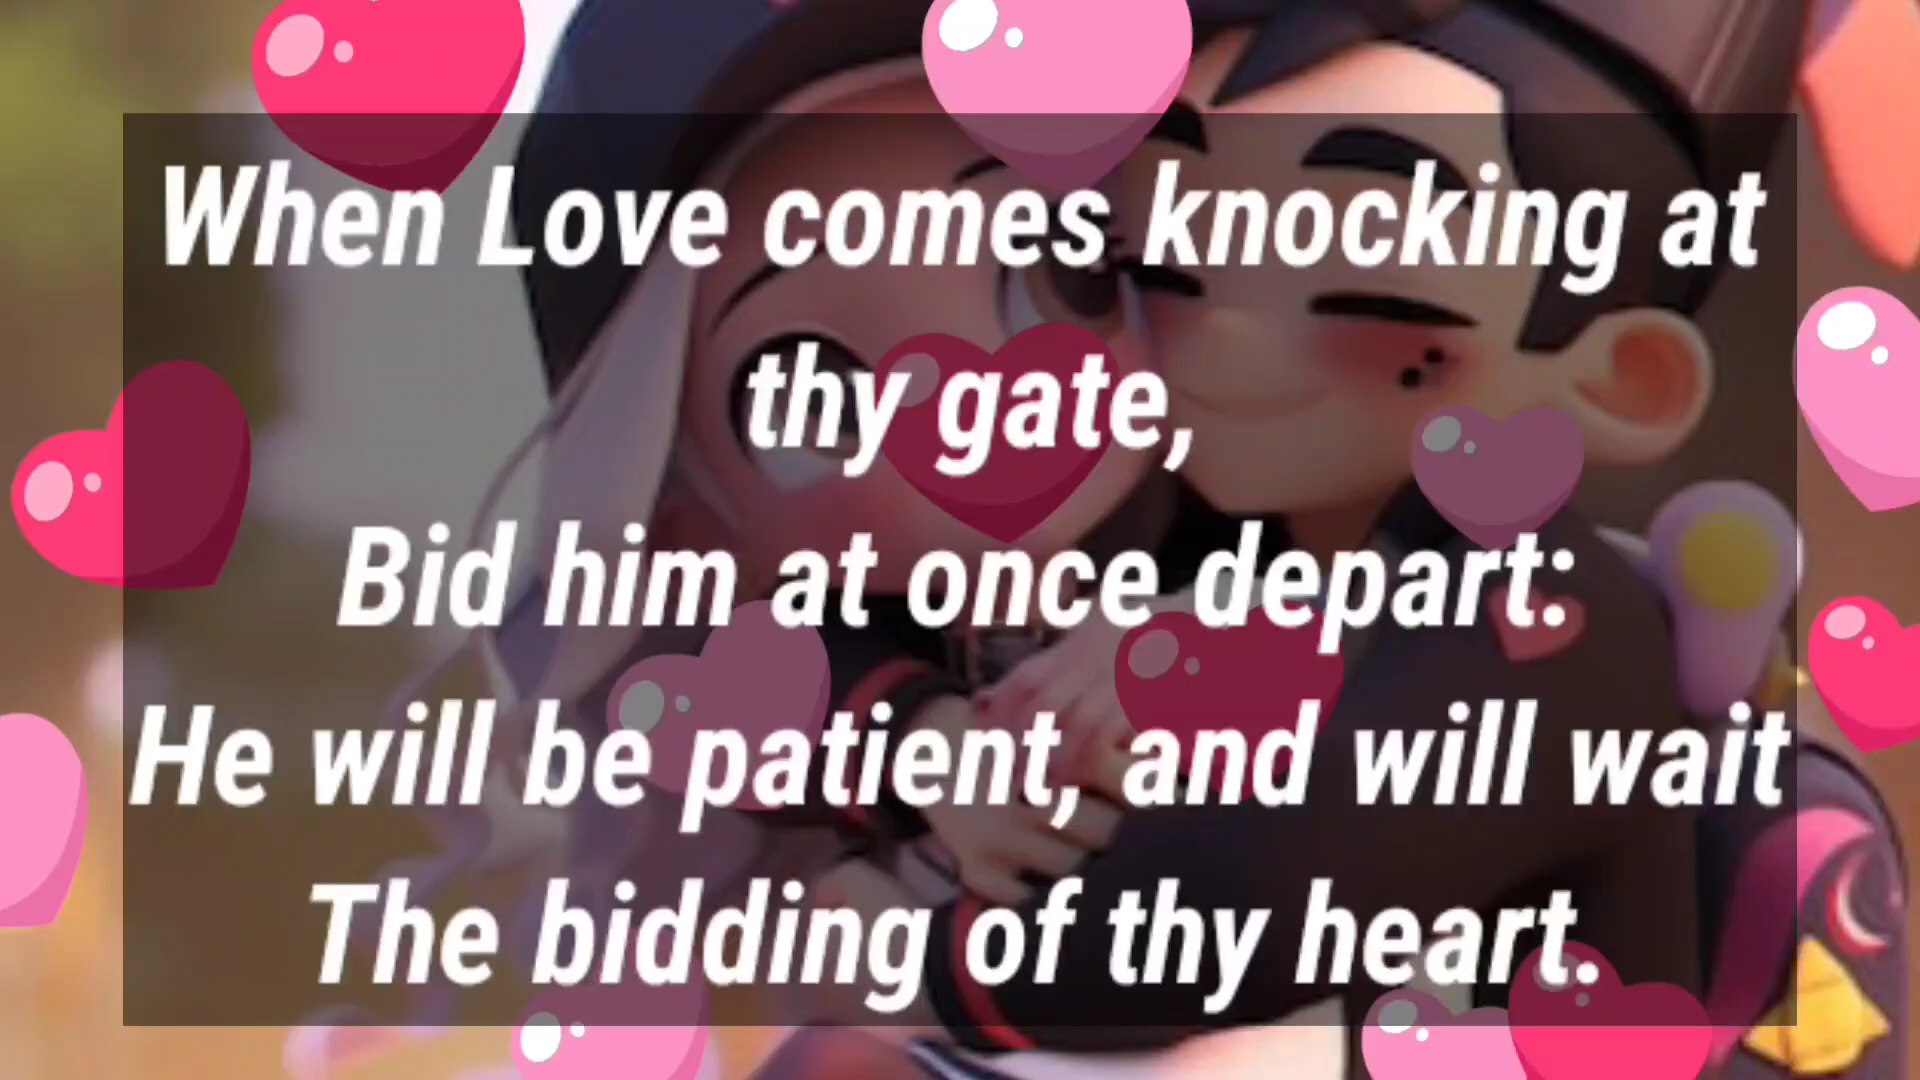 When Love comes knocking at
thy gate,
Bid him at once depart:
He will be patient, and will wait
The bidding of thy heart.